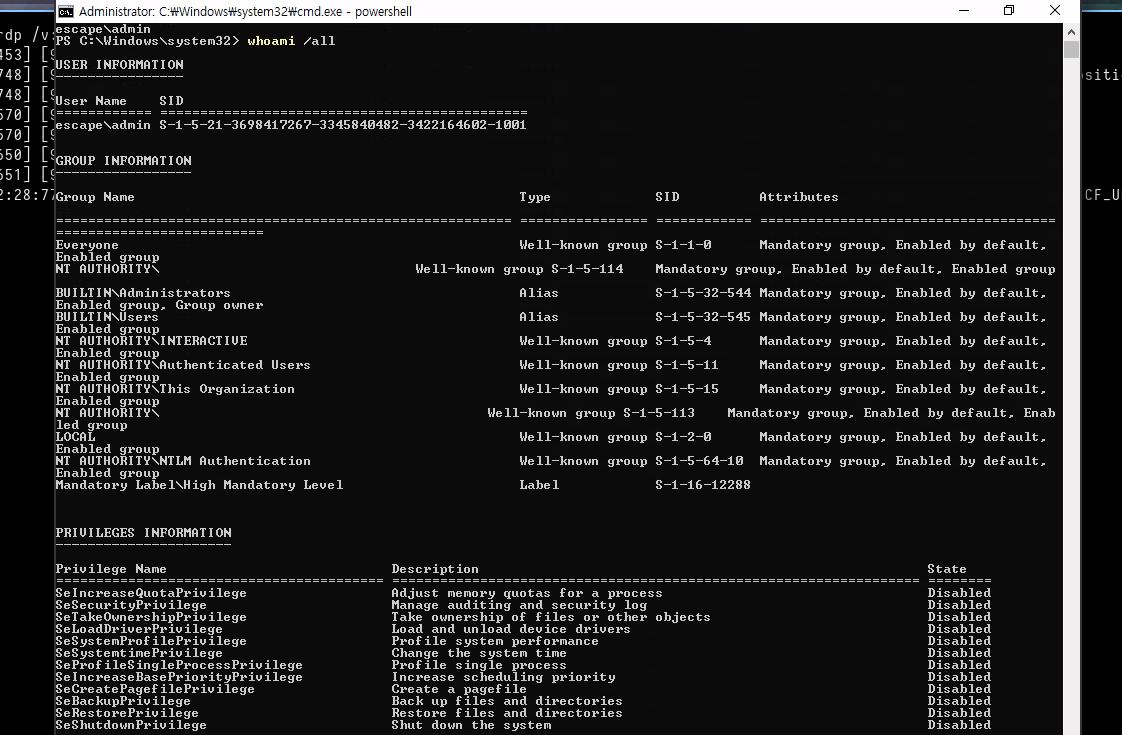 Administrator: C:₩Windows₩system32₩cmd.exe - powershell
rdp /v:
453] [9
748] [9
748] [9
570] [9
570] [9
650] [9
651] [9
2:28:77
CF_U
escape\admin
PS C:\Windows\system32> whoami /all
USER INFORMATION
----------------
User Name    SID
============ ==============================================
escape\admin S-1-5-21-3698417267-3345840482-3422164602-1001
GROUP INFORMATION
-----------------
Group Name Type SID Attributes
========================================================= ================ ============ =====================================
==========================
Everyone Well-known group S-1-1-0 Mandatory group, Enabled by default,
Enabled group
NT AUTHORITY\ Well-known group S-1-5-114 Mandatory group, Enabled by default, Enabled group
BUILTIN\Administrators Alias S-1-5-32-544 Mandatory group, Enabled by default,
Enabled group, Group owner
BUILTIN\Users Alias S-1-5-32-545 Mandatory group, Enabled by default,
Enabled group
NT AUTHORITY\INTERACTIVE Well-known group S-1-5-4 Mandatory group, Enabled by default,
Enabled group
NT AUTHORITY\Authenticated Users Well-known group S-1-5-11 Mandatory group, Enabled by default,
Enabled group
NT AUTHORITY\This Organization Well-known group S-1-5-15 Mandatory group, Enabled by default,
Enabled group
NT AUTHORITY\ Well-known group S-1-5-113 Mandatory group, Enabled by default, Enab
led group
LOCAL Well-known group S-1-2-0 Mandatory group, Enabled by default,
Enabled group
NT AUTHORITY\NTLM Authentication Well-known group S-1-5-64-10 Mandatory group, Enabled by default,
Enabled group
Mandatory Label\High Mandatory Level Label S-1-16-12288
PRIVILEGES INFORMATION
----------------------
Privilege Name Description State
========================================= ================================================================== ========
SeIncreaseQuotaPrivilege Adjust memory quotas for a process Disabled
SeSecurityPrivilege Manage auditing and security log Disabled
SeTakeOwnershipPrivilege Take ownership of files or other objects Disabled
SeLoadDriverPrivilege Load and unload device drivers Disabled
SeSystemProfilePrivilege Profile system performance Disabled
SeSystemtimePrivilege Change the system time Disabled
SeProfileSingleProcessPrivilege Profile single process Disabled
SeIncreaseBasePriorityPrivilege Increase scheduling priority Disabled
SeCreatePagefilePrivilege Create a pagefile Disabled
SeBackupPrivilege Back up files and directories Disabled
SeRestorePrivilege Restore files and directories Disabled
SeShutdownPrivilege Shut down the system Disabled